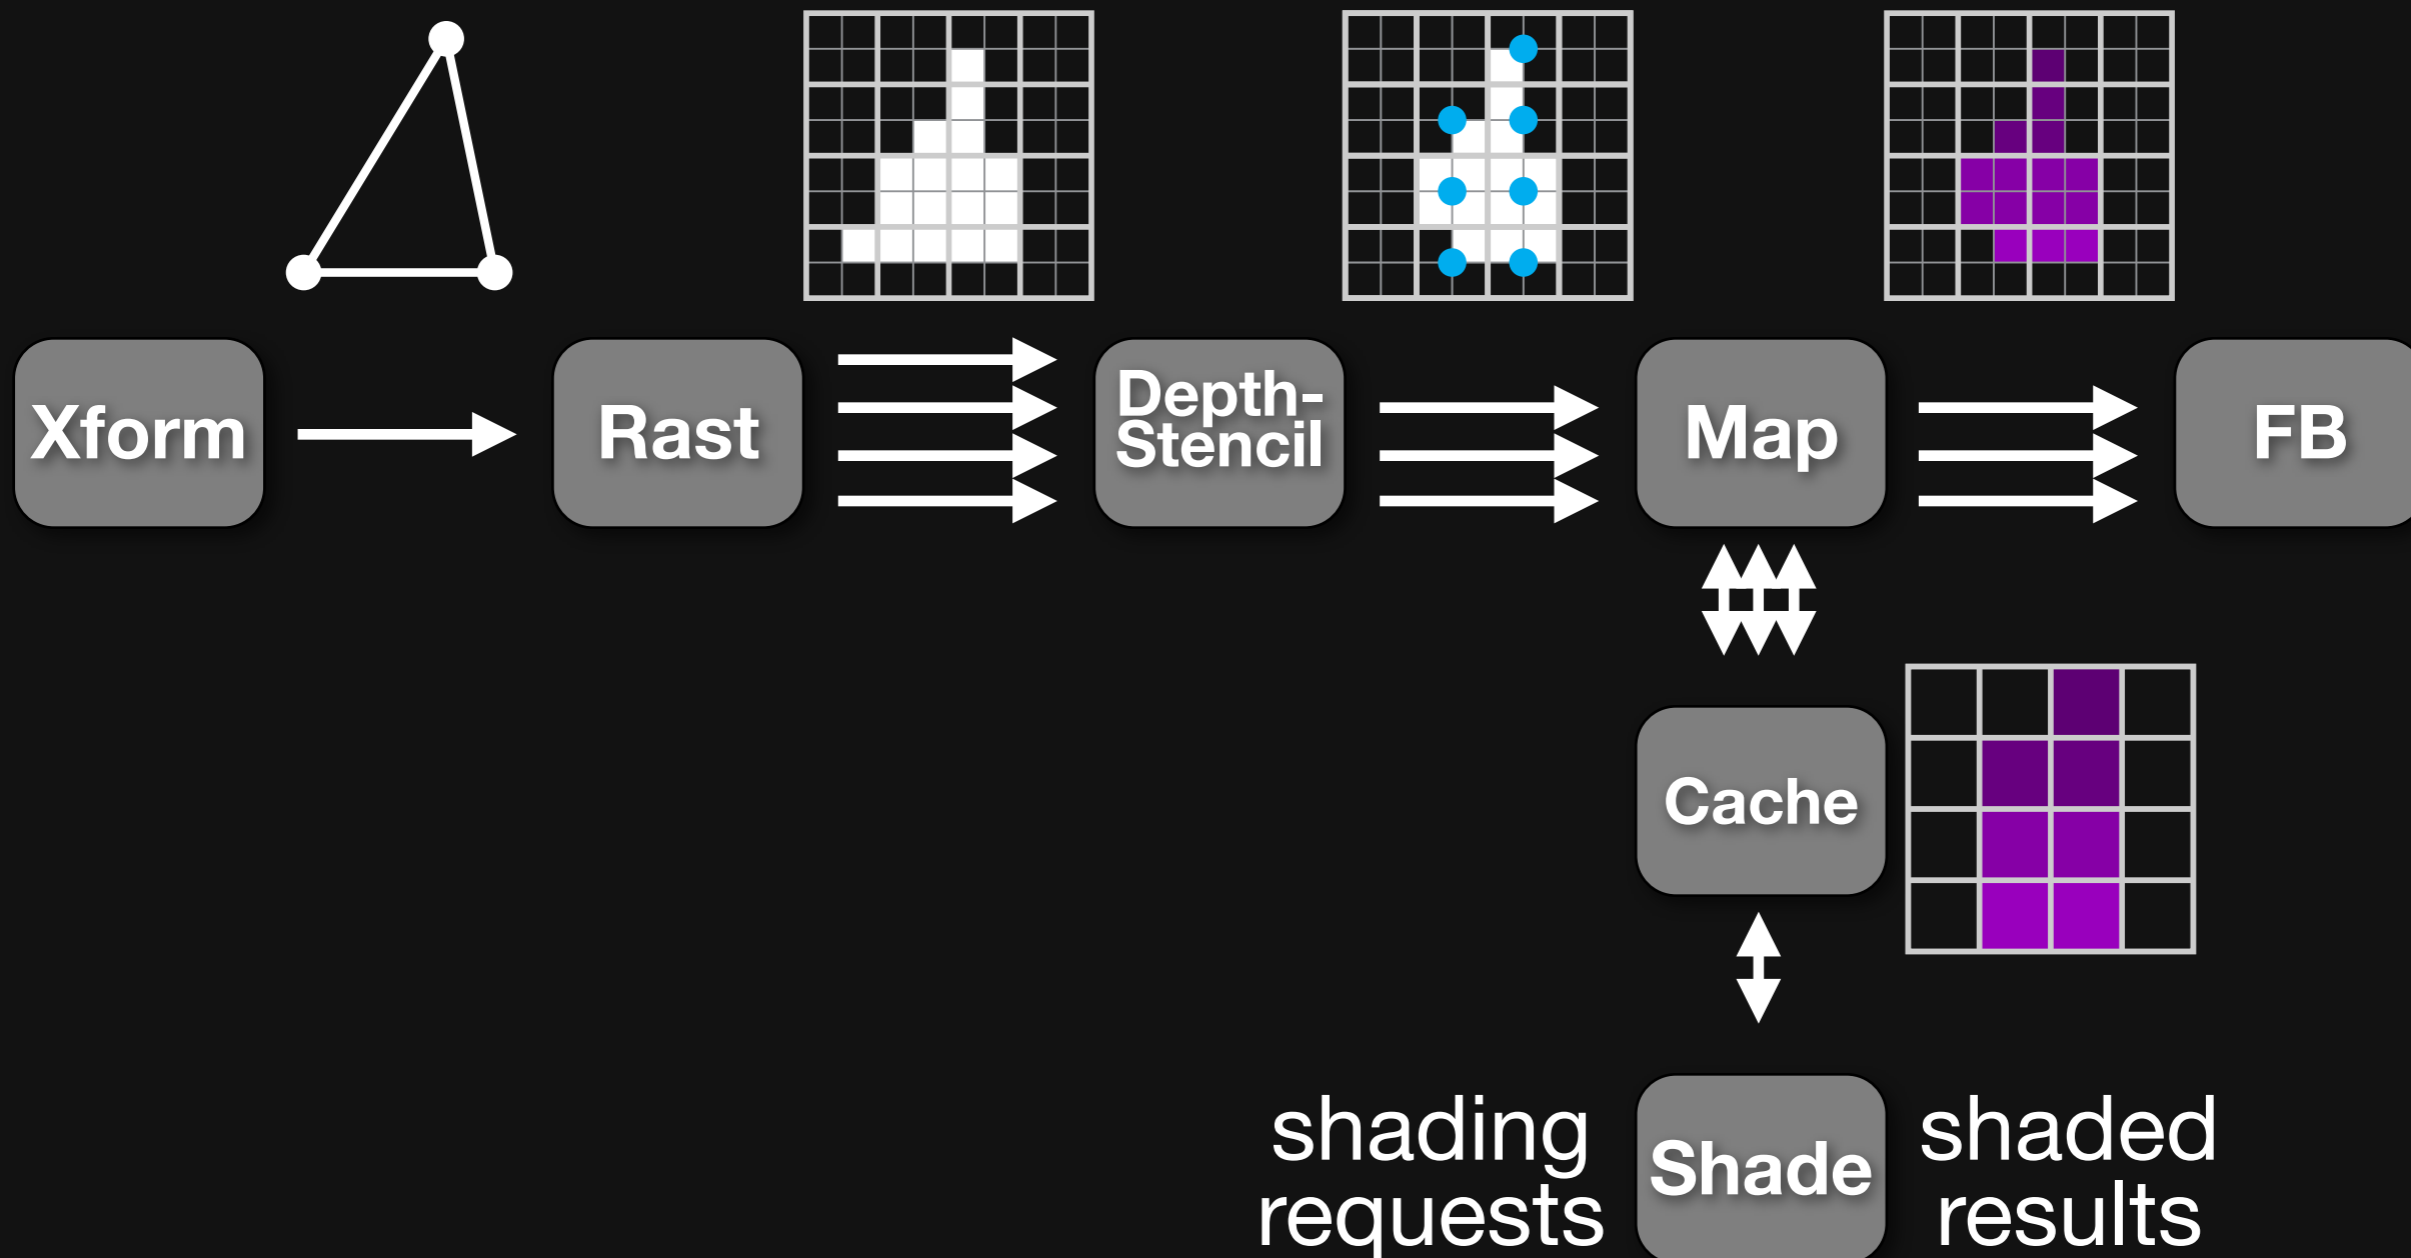 Xform
Rast
Depth-
Stencil
Map
FB
Cache
shading
requests
Shade
shaded
results